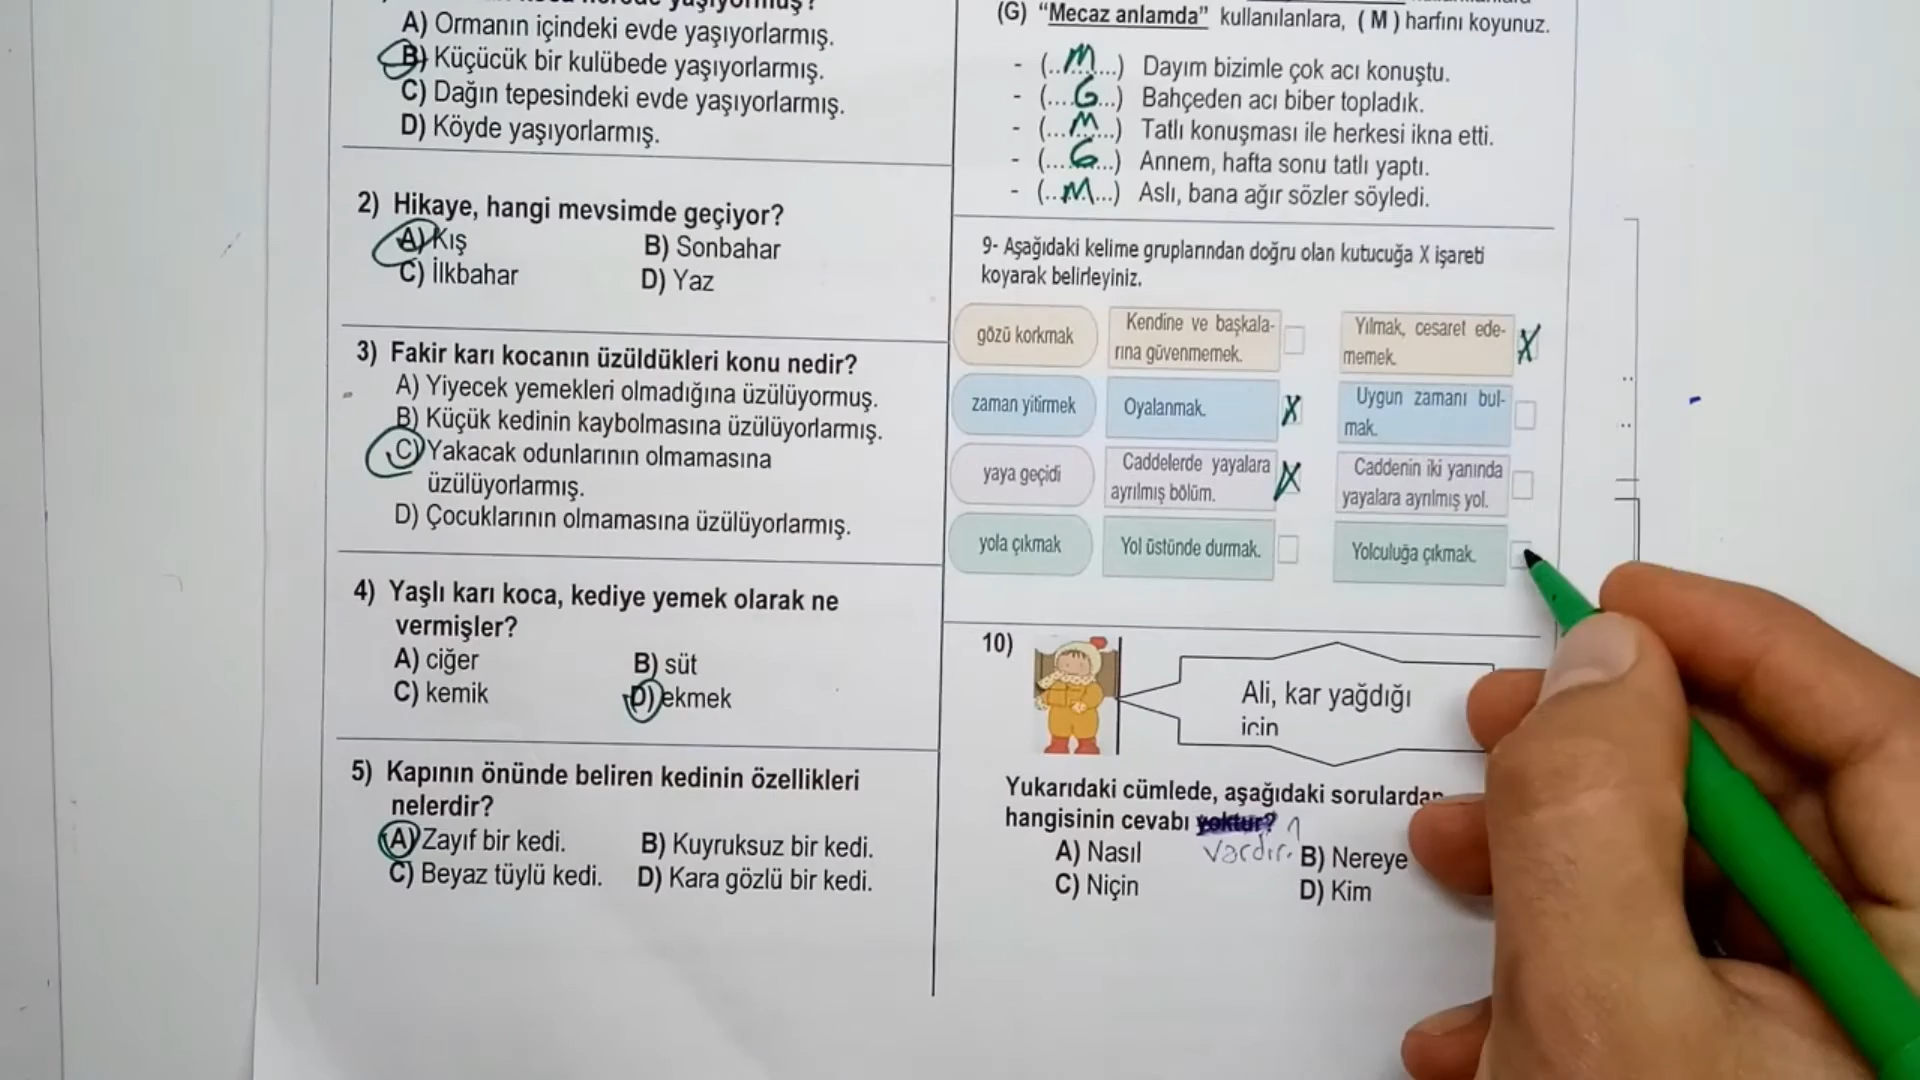 A) Ormanın içindeki evde yaşıyorlarmış.
B) Küçücük bir kulübede yaşıyorlarmış.
C) Dağın tepesindeki evde yaşıyorlarmış.
D) Köyde yaşıyorlarmış.
2) Hikaye, hangi mevsimde geçiyor?
A) Kış B) Sonbahar
C) İlkbahar D) Yaz
3) Fakir karı kocanın üzüldükleri konu nedir?
A) Yiyecek yemekleri olmadığına üzülüyormuş.
B) Küçük kedinin kaybolmasına üzülüyorlarmış.
C) Yakacak odunlarının olmamasına
üzülüyorlarmış.
D) Çocuklarının olmamasına üzülüyorlarmış.
4) Yaşlı karı koca, kediye yemek olarak ne
vermişler?
A) ciğer B) süt
C) kemik D) ekmek
5) Kapının önünde beliren kedinin özellikleri
nelerdir?
A) Zayıf bir kedi. B) Kuyruksuz bir kedi.
C) Beyaz tüylü kedi. D) Kara gözlü bir kedi.
(G) "Mecaz anlamda" kullanılanlara, ( M ) harfini koyunuz.
- (..M...) Dayım bizimle çok acı konuştu.
- (...G...) Bahçeden acı biber topladık.
- (...M...) Tatlı konuşması ile herkesi ikna etti.
- (...G...) Annem, hafta sonu tatlı yaptı.
- (..M...) Aslı, bana ağır sözler söyledi.
9- Aşağıdaki kelime gruplarından doğru olan kutucuğa X işareti
koyarak belirleyiniz.
gözü korkmak Kendine ve başkala-
rına güvenmemek. Yılmak, cesaret ede-
memek. X
zaman yitirmek Oyalanmak. X Uygun zamanı bul-
mak.
yaya geçidi Caddelerde yayalara
ayrılmış bölüm. X Caddenin iki yanında
yayalara ayrılmış yol.
yola çıkmak Yol üstünde durmak. Yolculuğa çıkmak.
10)
Ali, kar yağdığı
için
Yukarıdaki cümlede, aşağıdaki sorulardan
hangisinin cevabı yoktur?
vardır.
A) Nasıl B) Nereye
C) Niçin D) Kim